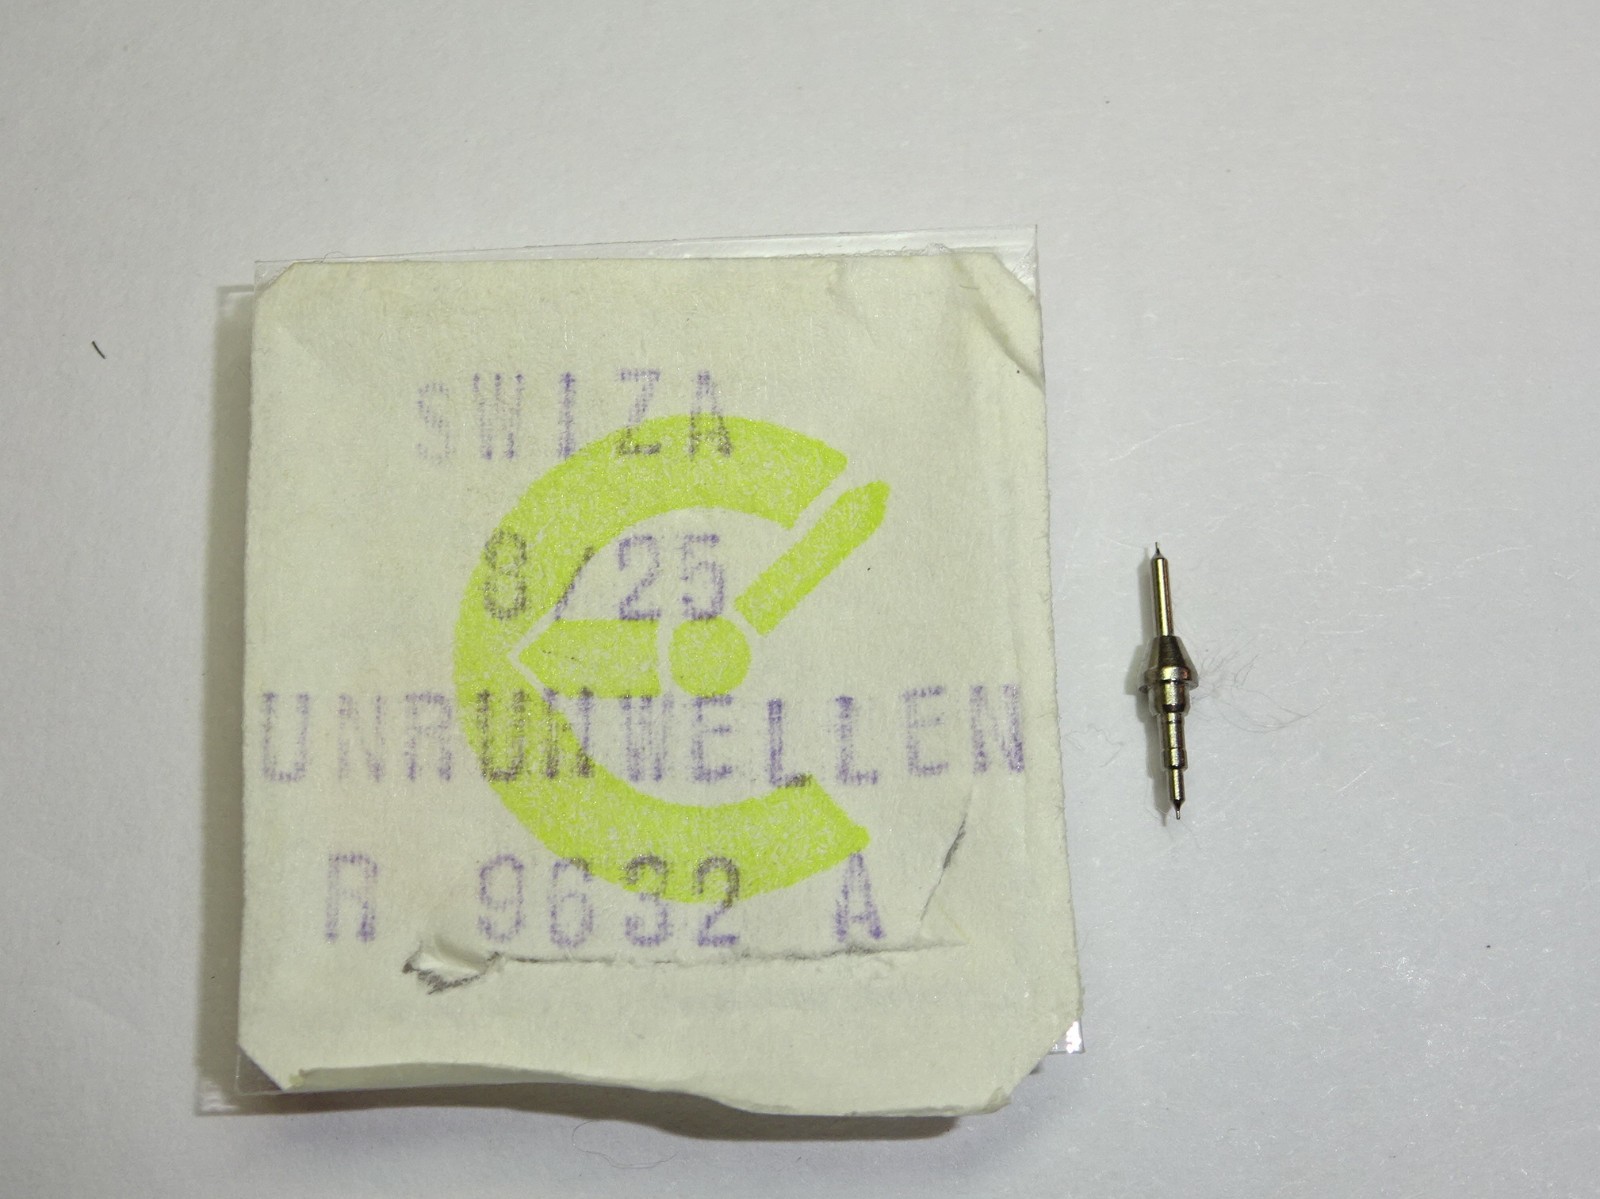 SWIZA
8/25
UNRUHWELLEN
R 9632 A